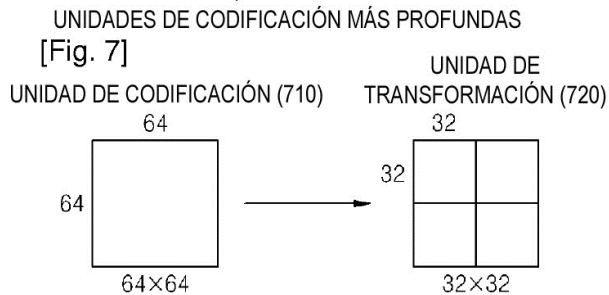 UNIDADES DE CODIFICACIÓN MÁS PROFUNDAS
[Fig. 7]
UNIDAD DE CODIFICACIÓN (710)
UNIDAD DE
TRANSFORMACIÓN (720)
64
32
64
32
64×64
32×32